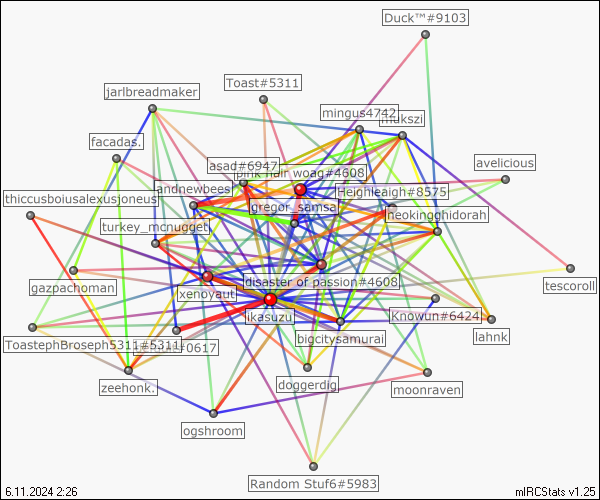 Duck™#9103
Toast#5311
jarlbreadmaker
mingus4742
mukszi
facadas.
avelicious
asad#6947
pink hair woag#4608
andnewbees
Heighleaigh#8575
thiccusboiusalexusjoneus
gregor_samsa
neokingghidorah
turkey_mcnugget
disaster of passion#4608
gazpachoman
xenoyaut
tescoroll
ikasuzu
Knowun#6424
lahnk
bigcitysamurai
ToastephBroseph5311#5311
#0617
zeehonk.
doggerdig
moonraven
ogshroom
Random Stuf6#5983
6.11.2024 2:26
mIRCStats v1.25